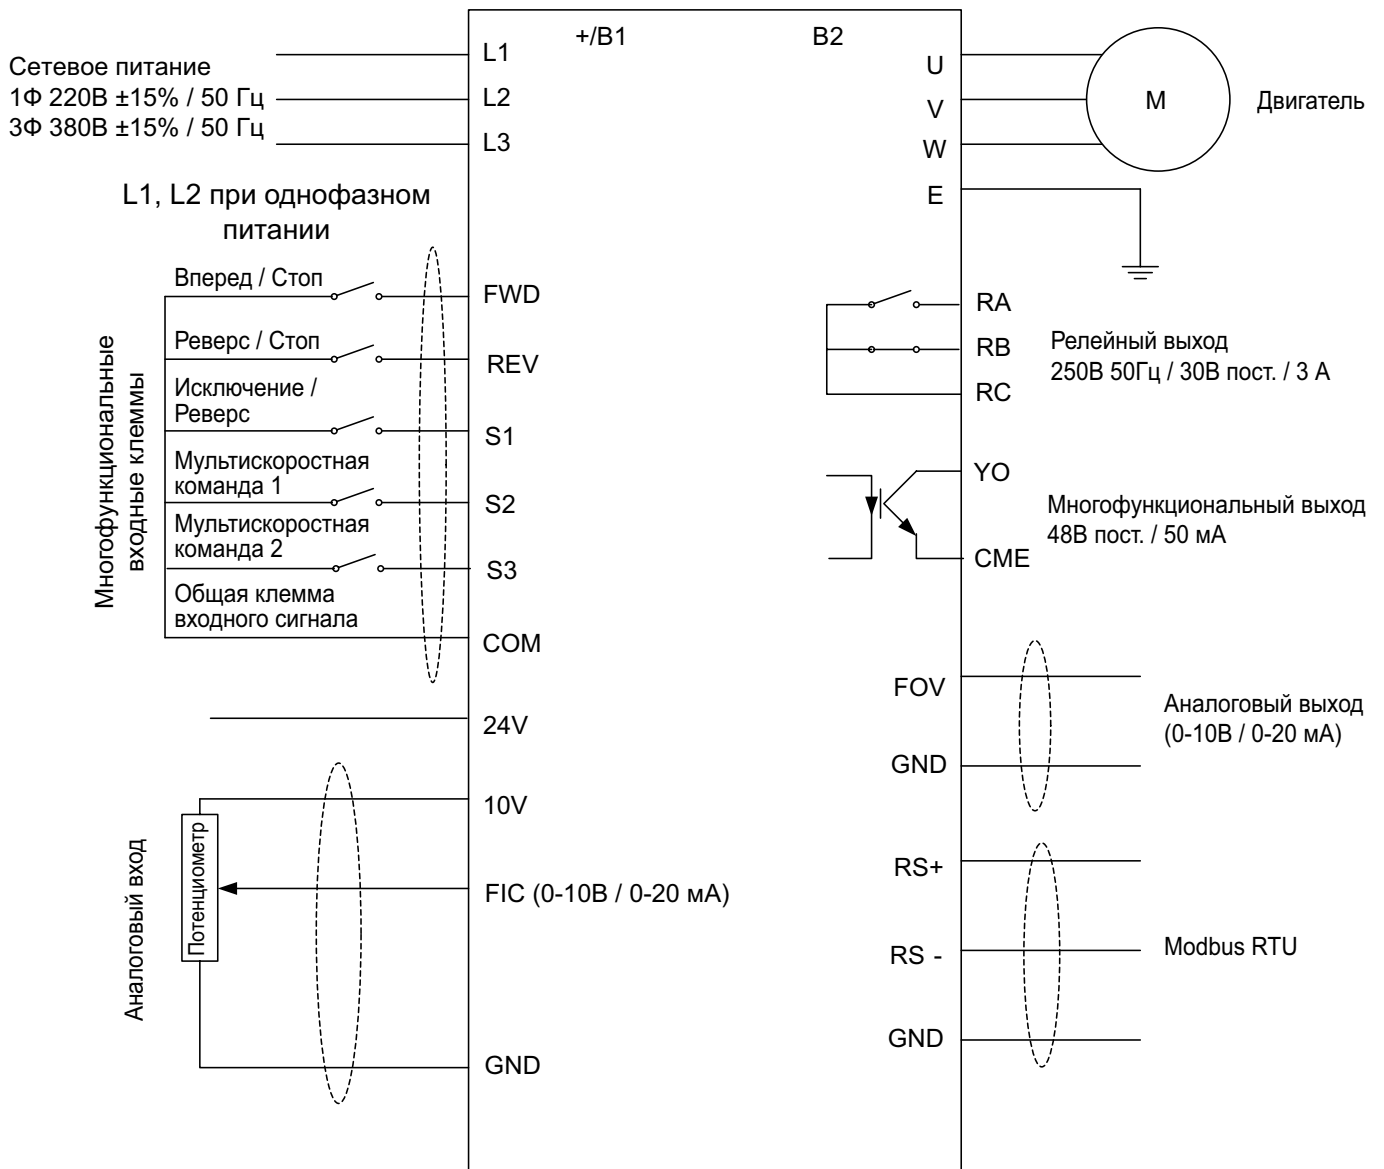 +/B1
B2
Сетевое питание
1Ф 220В ±15% / 50 Гц
3Ф 380В ±15% / 50 Гц
L1
L2
L3
L1, L2 при однофазном
питании
Многофункциональные
входные клеммы
Вперед / Стоп
FWD
Реверс / Стоп
REV
Исключение /
Реверс
S1
Мультискоростная
команда 1
S2
Мультискоростная
команда 2
S3
Общая клемма
входного сигнала
COM
24V
Аналоговый вход
Потенциометр
10V
FIC (0-10В / 0-20 мА)
GND
U
V
W
E
M
Двигатель
RA
RB
RC
Релейный выход
250В 50Гц / 30В пост. / 3 А
YO
CME
Многофункциональный выход
48В пост. / 50 мА
FOV
GND
Аналоговый выход
(0-10В / 0-20 мА)
RS+
RS -
GND
Modbus RTU